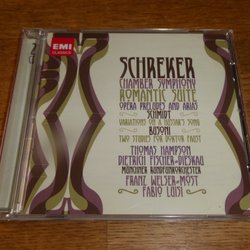 EMI
CLASSICS
SCHREKER
CHAMBER SYMPHONY
ROMANTIC SUITE
OPERA PRELUDES AND ARIAS
SCHMIDT
VARIATIONS ON A HUSSAR'S SONG
BUSONI
TWO STUDIES FOR DOKTOR FAUST
THOMAS HAMPSON
DIETRICH FISCHER-DIESKAU
MÜNCHNER RUNDFUNKORCHESTER
FRANZ WELSER-MÖST
FABIO LUISI